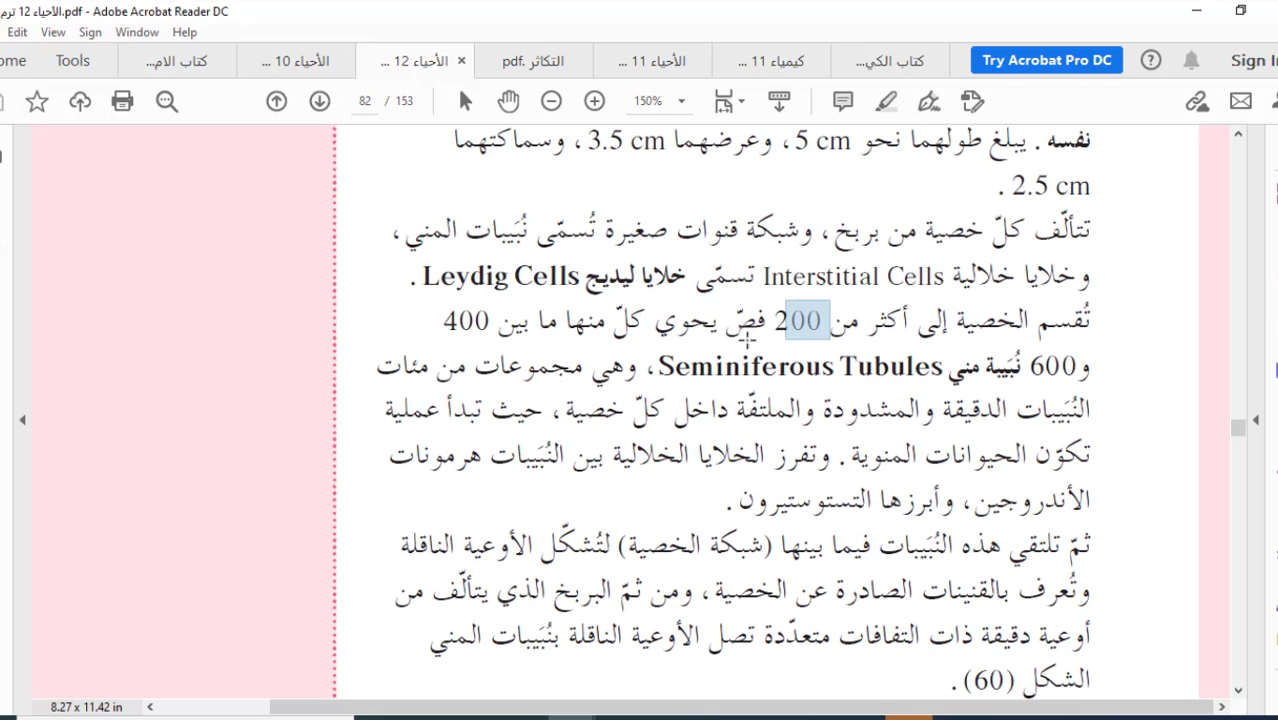 الأحياء 12 ترم.pdf - Adobe Acrobat Reader DC
Edit View Sign Window Help
ome Tools كتاب الام... الأحياء 10 الأحياء 12 ... التكاثر .pdf الأحياء 11 ... كيمياء 11 ... كتاب الكي... Try Acrobat Pro DC Sign I
82 / 153 150%
نفسه . يبلغ طولهما نحو 5 cm، وعرضهما 3.5 cm، وسماكتهما
2.5 cm .
تتألّف كلّ خصية من بربخ، وشبكة قنوات صغيرة تُسمّى نُبَيبات المني،
وخلايا خلالية Interstitial Cells تسمّى خلايا ليديج Leydig Cells .
تُقسم الخصية إلى أكثر من 200 فصّ يحوي كلّ منها ما بين 400
و600 نُبَيبة مني Seminiferous Tubules، وهي مجموعات من مئات
النُبَيبات الدقيقة والمشدودة والملتفّة داخل كلّ خصية، حيث تبدأ عملية
تكوّن الحيوانات المنوية. وتفرز الخلايا الخلالية بين النُبَيبات هرمونات
الأندروجين، وأبرزها التستوستيرون .
ثمّ تلتقي هذه النُبَيبات فيما بينها (شبكة الخصية) لتُشكّل الأوعية الناقلة
وتُعرف بالقنينات الصادرة عن الخصية، ومن ثمّ البربخ الذي يتألّف من
أوعية دقيقة ذات التفافات متعدّدة تصل الأوعية الناقلة بنُبَيبات المني
الشكل (60) .
8.27 x 11.42 in